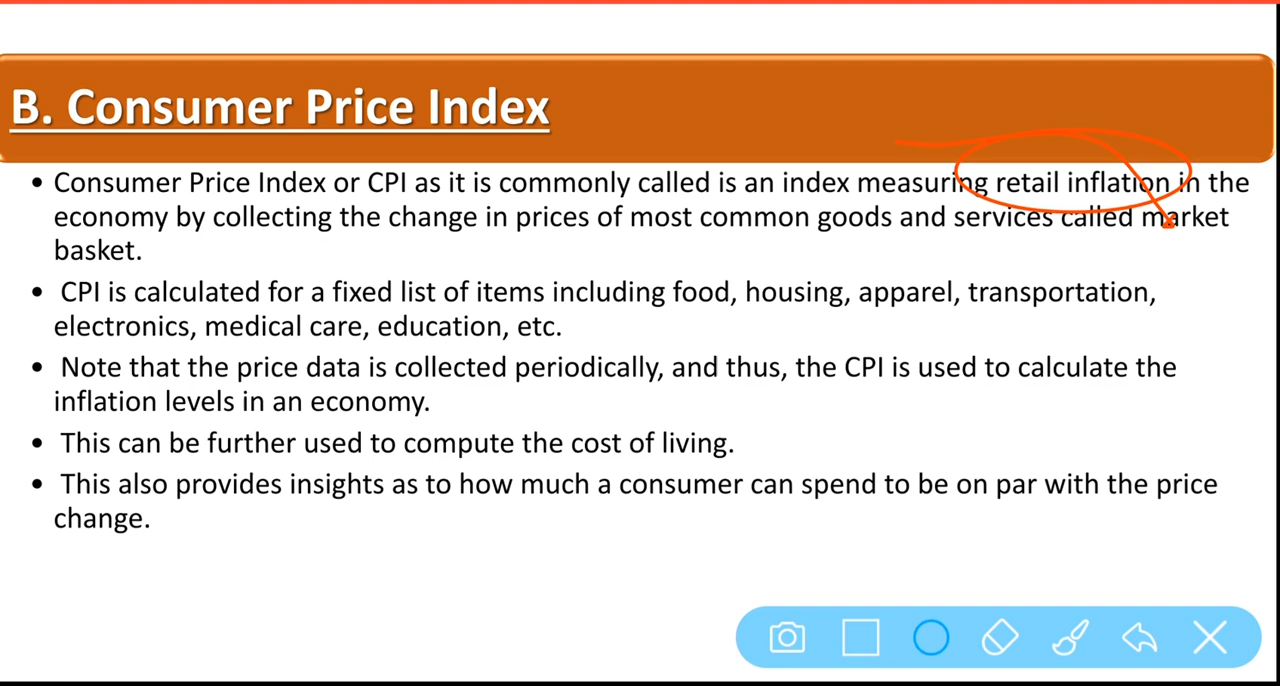 B. Consumer Price Index
• Consumer Price Index or CPI as it is commonly called is an index measuring retail inflation in the
economy by collecting the change in prices of most common goods and services called market
basket.
• CPI is calculated for a fixed list of items including food, housing, apparel, transportation,
electronics, medical care, education, etc.
• Note that the price data is collected periodically, and thus, the CPI is used to calculate the
inflation levels in an economy.
• This can be further used to compute the cost of living.
• This also provides insights as to how much a consumer can spend to be on par with the price
change.